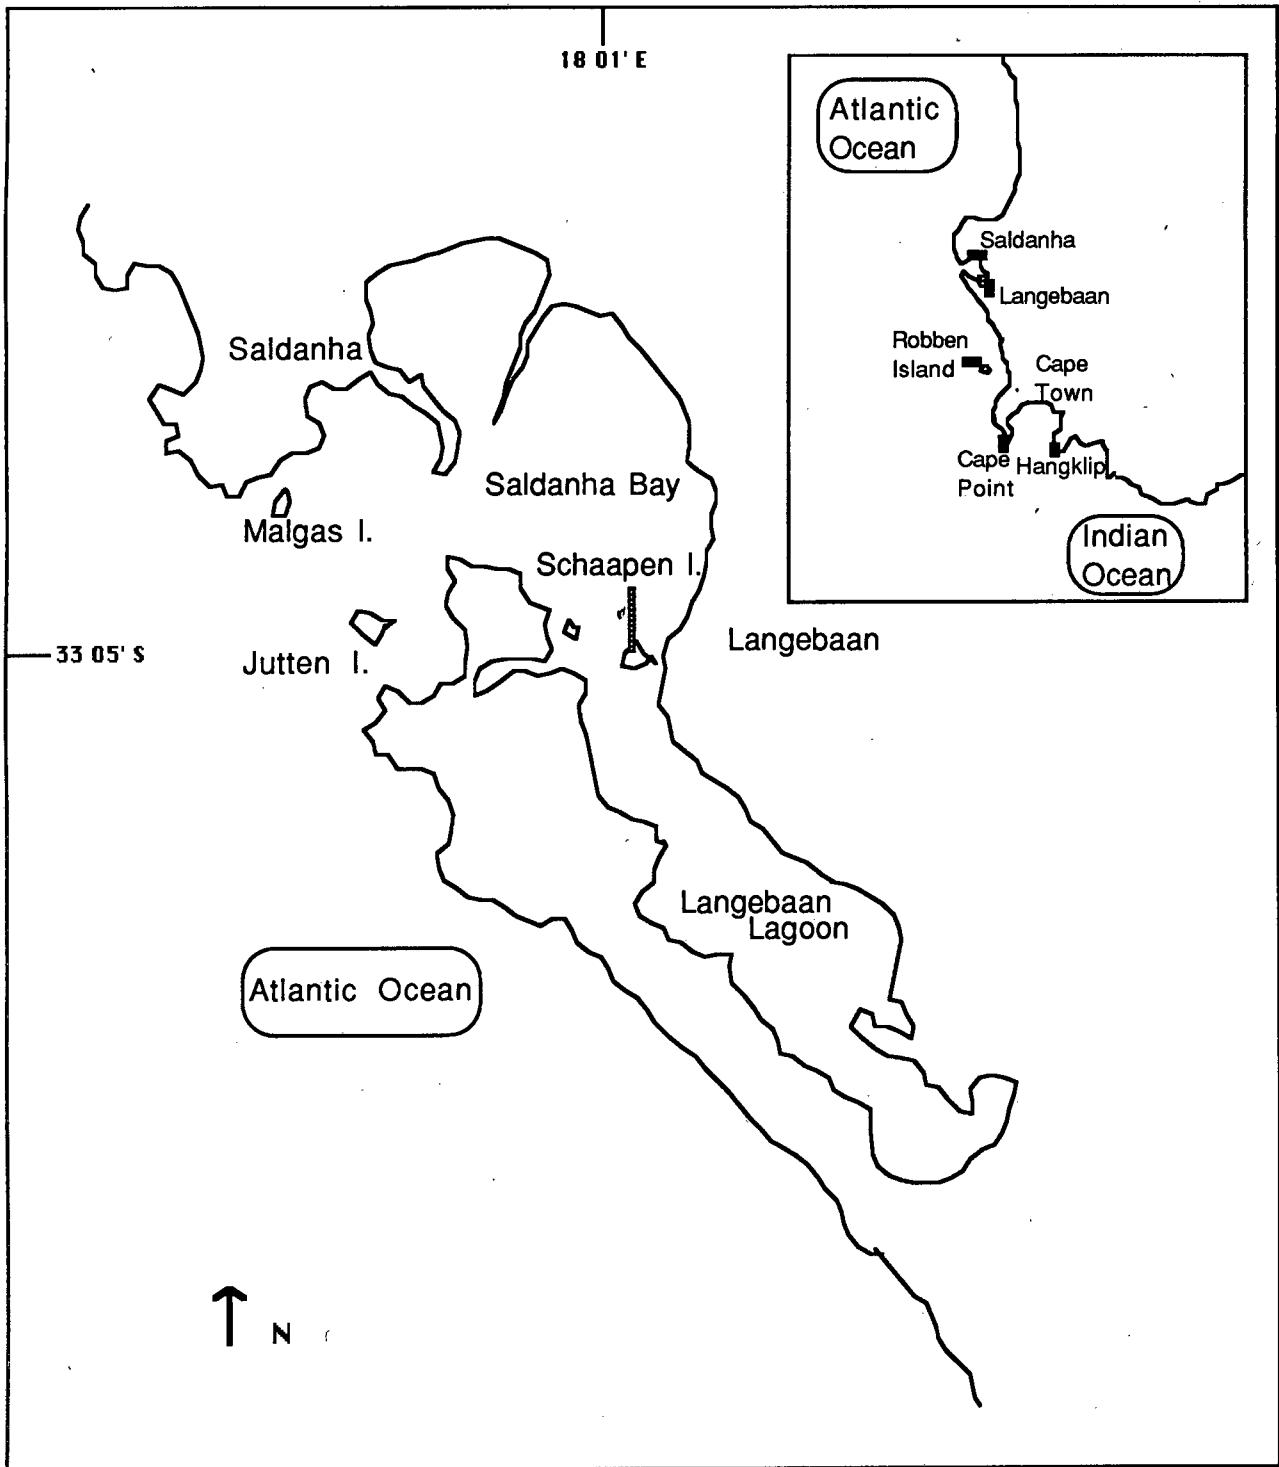 18 01' E
Atlantic
Ocean
Saldanha
Langebaan
Robben
Island
Cape
Town
Cape
Point
Hangklip
Indian
Ocean
Saldanha
Saldanha Bay
Malgas I.
Schaapen I.
Langebaan
33 05' S
Jutten I.
Langebaan
Lagoon
Atlantic Ocean
N